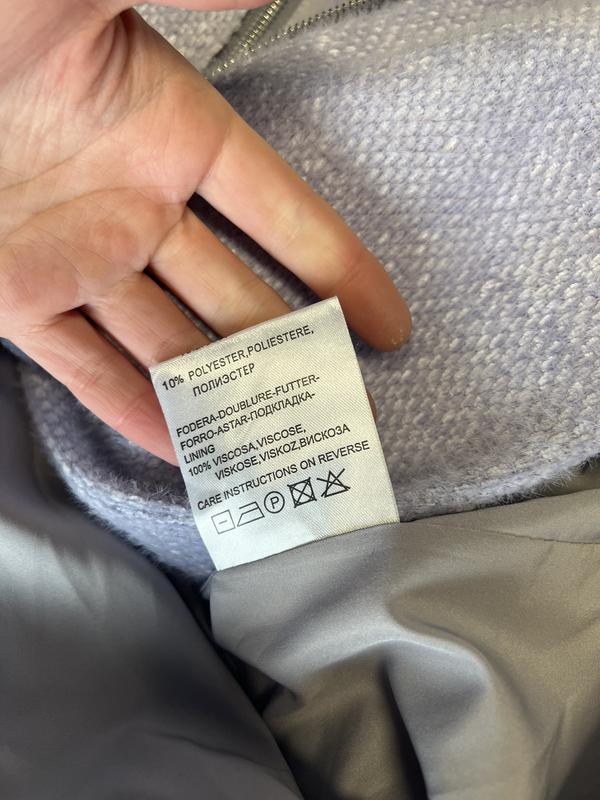 10% POLYESTER,POLIESTERE,
ПОЛИЭСТЕР
FODERA-DOUBLURE-FUTTER-
FORRO-ASTAR-ПОДКЛАДКА-
LINING
100% VISCOSA,VISCOSE,
VISKOSE,VISKOZ,ВИСКОЗА
CARE INSTRUCTIONS ON REVERSE
P